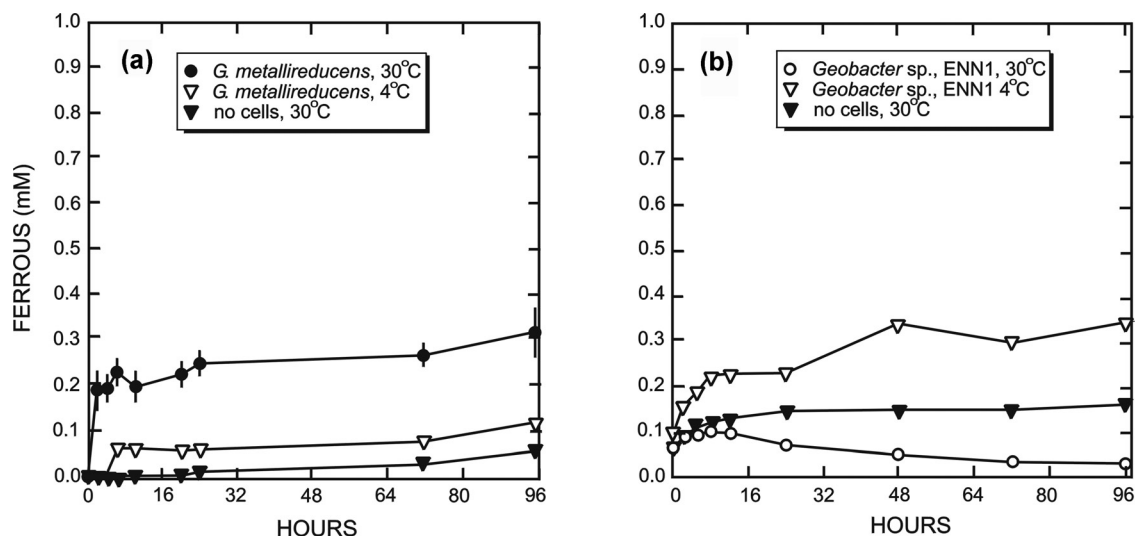 (a)
G. metallireducens, 30°C
G. metallireducens, 4°C
no cells, 30°C
FERROUS (mM)
1.0
0.9
0.8
0.7
0.6
0.5
0.4
0.3
0.2
0.1
0.0
0 16 32 48 64 80 96
HOURS
(b)
Geobacter sp., ENN1, 30°C
Geobacter sp., ENN1 4°C
no cells, 30°C
1.0
0.9
0.8
0.7
0.6
0.5
0.4
0.3
0.2
0.1
0.0
0 16 32 48 64 80 96
HOURS